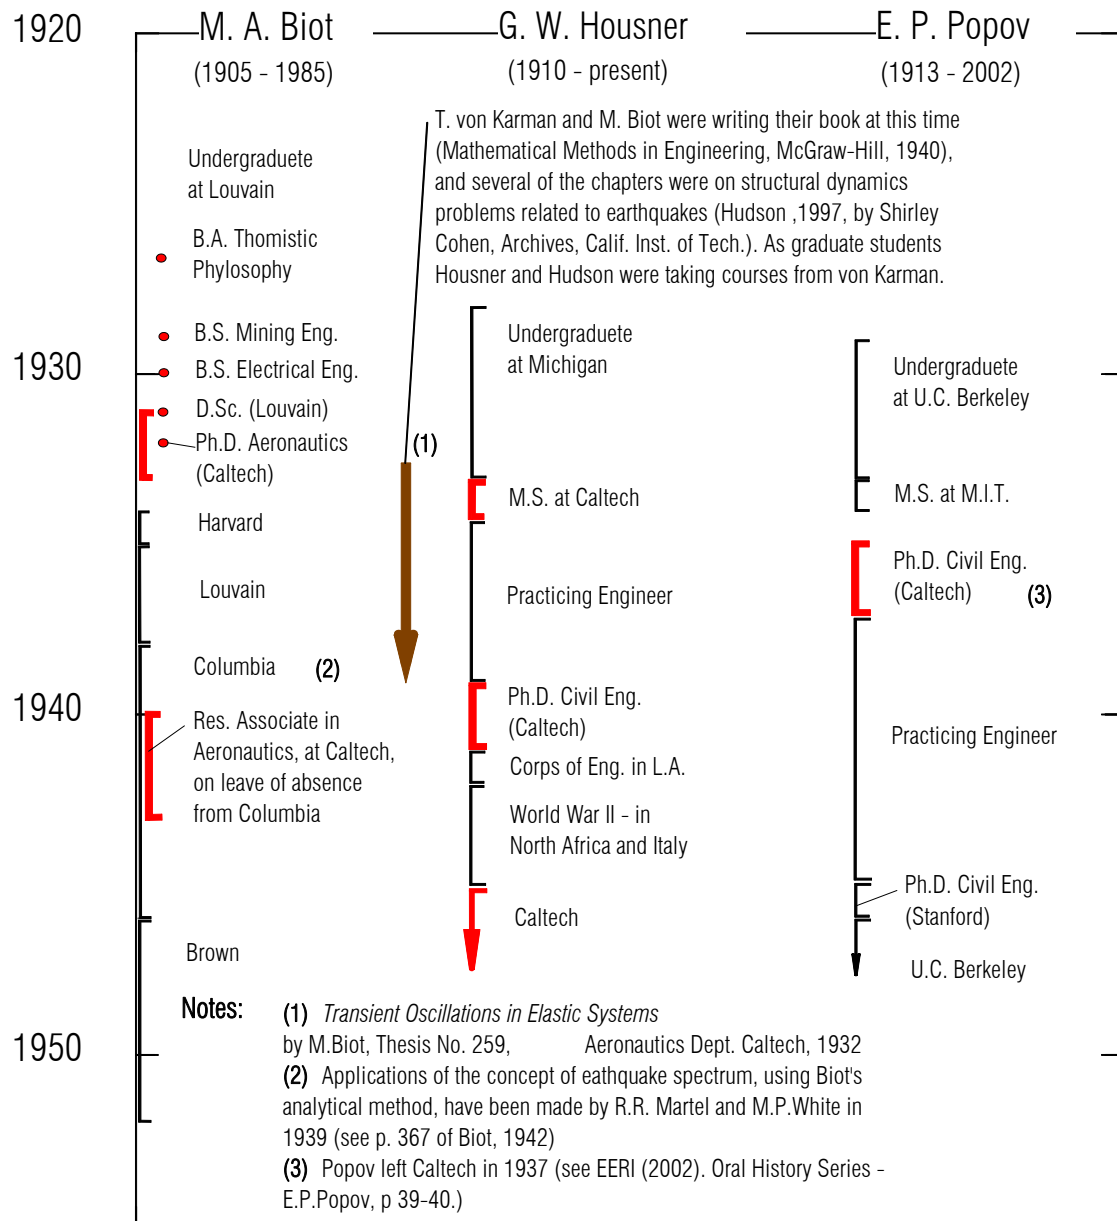 1920
M. A. Biot
(1905 - 1985)
G. W. Housner
(1910 - present)
E. P. Popov
(1913 - 2002)
T. von Karman and M. Biot were writing their book at this time
(Mathematical Methods in Engineering, McGraw-Hill, 1940),
and several of the chapters were on structural dynamics
problems related to earthquakes (Hudson ,1997, by Shirley
Cohen, Archives, Calif. Inst. of Tech.). As graduate students
Housner and Hudson were taking courses from von Karman.
Undergraduete
at Louvain
B.A. Thomistic
Phylosophy
B.S. Mining Eng.
1930
B.S. Electrical Eng.
D.Sc. (Louvain)
Ph.D. Aeronautics
(Caltech)
Harvard
Louvain
Columbia (2)
1940
Res. Associate in
Aeronautics, at Caltech,
on leave of absence
from Columbia
Brown
(1)
Undergraduete
at Michigan
M.S. at Caltech
Practicing Engineer
Ph.D. Civil Eng.
(Caltech)
Corps of Eng. in L.A.
World War II - in
North Africa and Italy
Caltech
Undergraduete
at U.C. Berkeley
M.S. at M.I.T.
Ph.D. Civil Eng.
(Caltech) (3)
Practicing Engineer
Ph.D. Civil Eng.
(Stanford)
U.C. Berkeley
1950
Notes: (1) Transient Oscillations in Elastic Systems
by M.Biot, Thesis No. 259, Aeronautics Dept. Caltech, 1932
(2) Applications of the concept of eathquake spectrum, using Biot's
analytical method, have been made by R.R. Martel and M.P.White in
1939 (see p. 367 of Biot, 1942)
(3) Popov left Caltech in 1937 (see EERI (2002). Oral History Series -
E.P.Popov, p 39-40.)